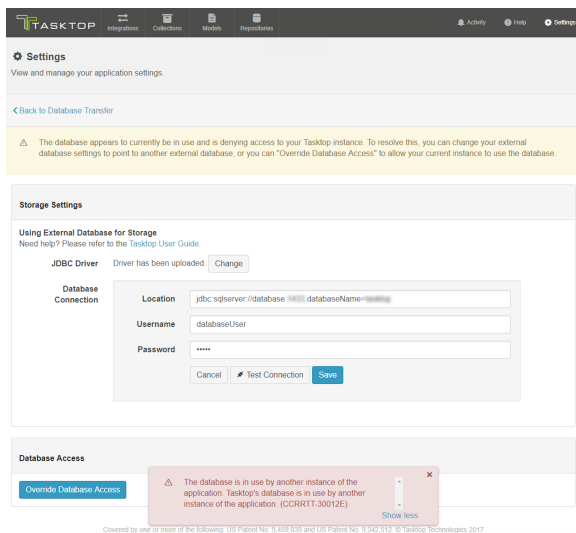 TASKTOP
Integrations
Collections
Models
Repositories
Activity
Help
Settings
Settings
View and manage your application settings.
Back to Database Transfer
The database appears to currently be in use and is denying access to your Tasktop instance. To resolve this, you can change your external
database settings to point to another external database, or you can "Override Database Access" to allow your current instance to use the database.
Storage Settings
Using External Database for Storage
Need help? Please refer to the Tasktop User Guide.
JDBC Driver
Driver has been uploaded.
Change
Database
Connection
Location
jdbc:sqlserver://database databaseName=
Username
databaseUser
Password
•••••
Cancel
Test Connection
Save
Database Access
Override Database Access
The database is in use by another instance of the
application. Tasktop's database is in use by another
instance of the application. (CCRRTT-30012E)
Show less
Covered by one or more of the following: US Patent No. 9,459,839 and US Patent No. 9,342,512. © Tasktop Technologies 2017